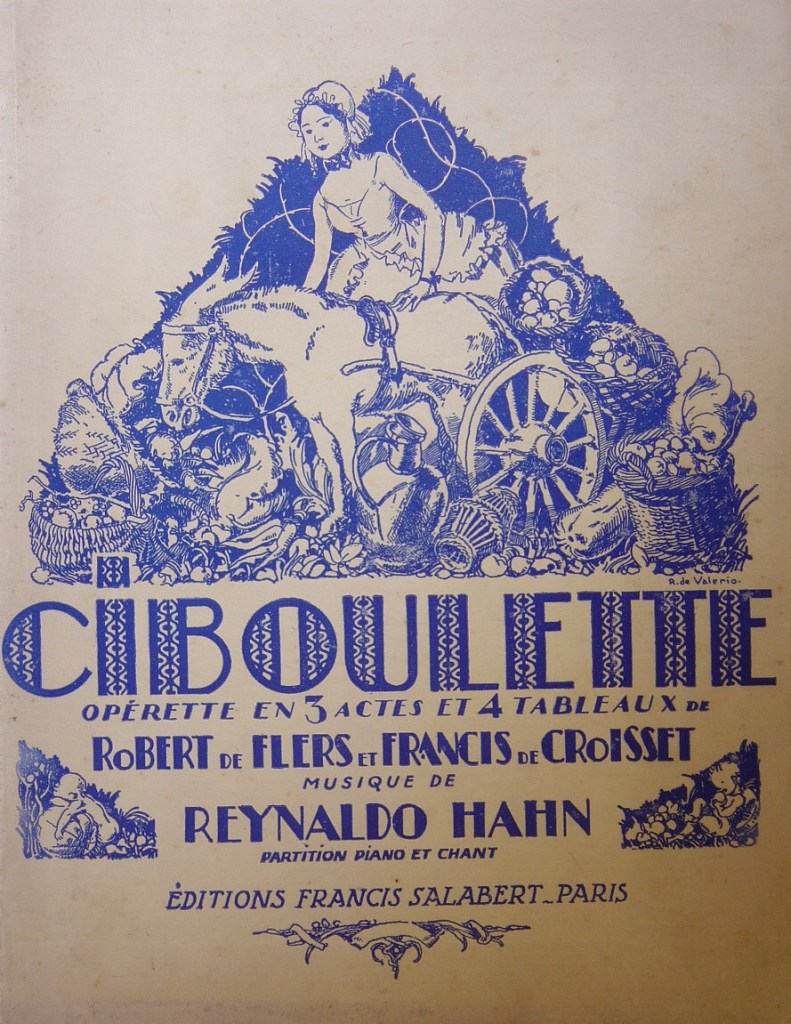 R. de Valerio.
CIBOULETTE
OPÉRETTE EN 3 ACTES ET 4 TABLEAUX DE
ROBERT DE FLERS ET FRANCIS DE CROISSET
MUSIQUE DE
REYNALDO HAHN
PARTITION PIANO ET CHANT
ÉDITIONS FRANCIS SALABERT_PARIS